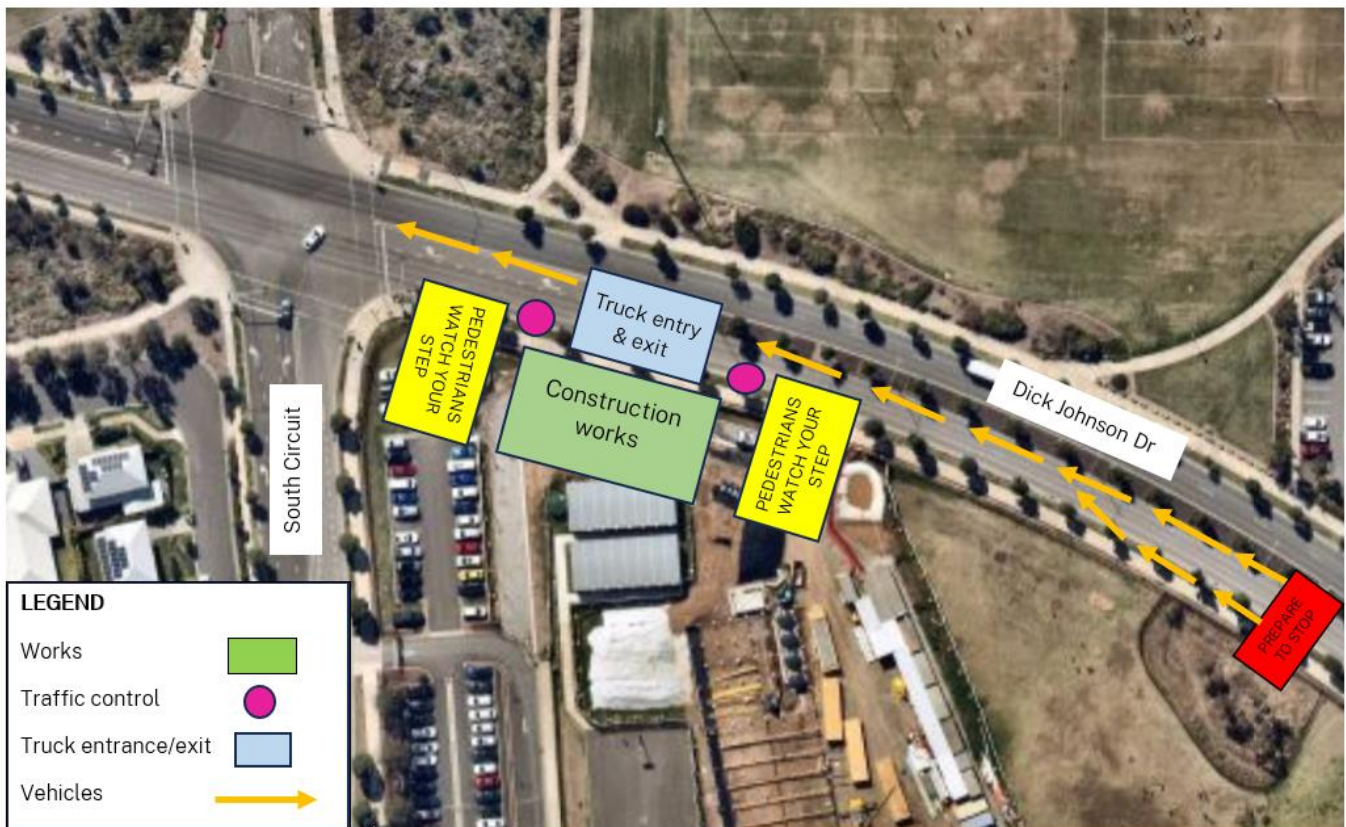 PEDESTRIANS
WATCH YOUR
STEP
Truck entry
& exit
Construction
works
PEDESTRIANS
WATCH YOUR
STEP
Dick Johnson Dr
South Circuit
PREPARE
TO STOP
LEGEND
Works
Traffic control
Truck entrance/exit
Vehicles